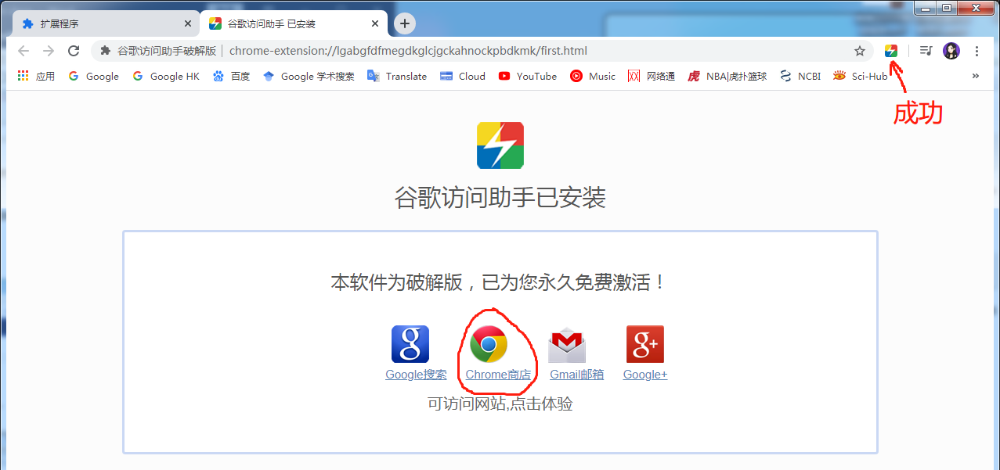 扩展程序
谷歌访问助手 已安装
谷歌访问助手破解版 | chrome-extension://lgabgfdfmegdkglcjgckahnockpbdkmk/first.html
应用 Google Google HK 百度 Google 学术搜索 Translate Cloud YouTube Music 网络通 NBA|虎扑篮球 NCBI Sci-Hub »
成功
谷歌访问助手已安装
本软件为破解版，已为您永久免费激活！
Google搜索 Chrome商店 Gmail邮箱 Google+
可访问网站,点击体验